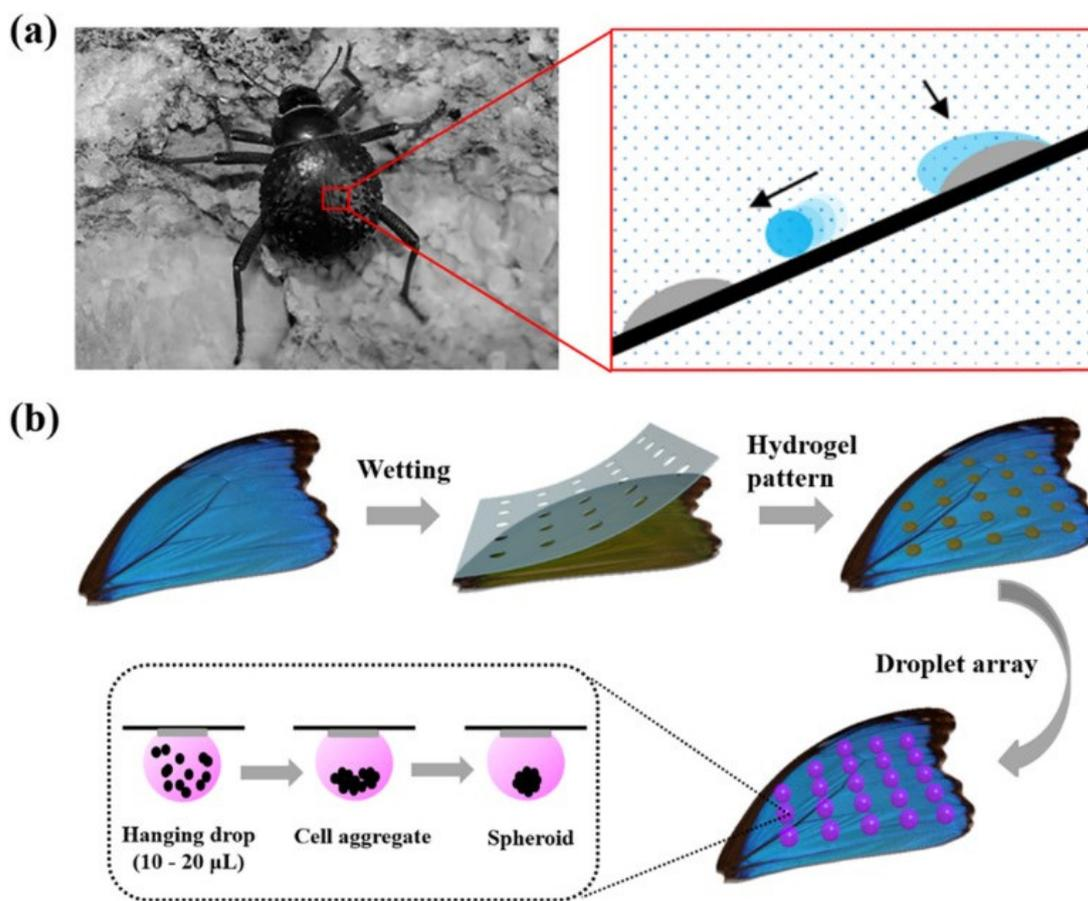 (a)
(b)
Wetting
Hydrogel
pattern
Droplet array
Hanging drop
(10 - 20 μL)
Cell aggregate
Spheroid